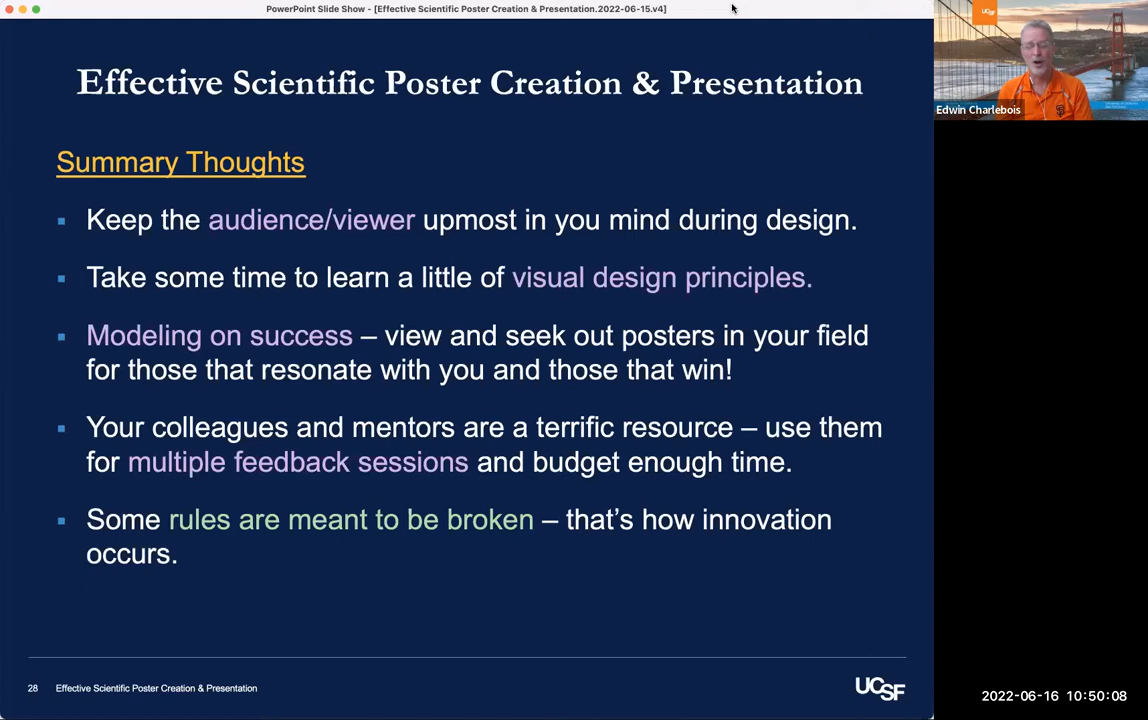 PowerPoint Slide Show - [Effective Scientific Poster Creation & Presentation.2022-06-15.v4]
UCSF
Edwin Charlebois
Effective Scientific Poster Creation & Presentation
Summary Thoughts
▪ Keep the audience/viewer upmost in you mind during design.
▪ Take some time to learn a little of visual design principles.
▪ Modeling on success – view and seek out posters in your field
for those that resonate with you and those that win!
▪ Your colleagues and mentors are a terrific resource – use them
for multiple feedback sessions and budget enough time.
▪ Some rules are meant to be broken – that's how innovation
occurs.
28 Effective Scientific Poster Creation & Presentation
UCSF
2022-06-16 10:50:08